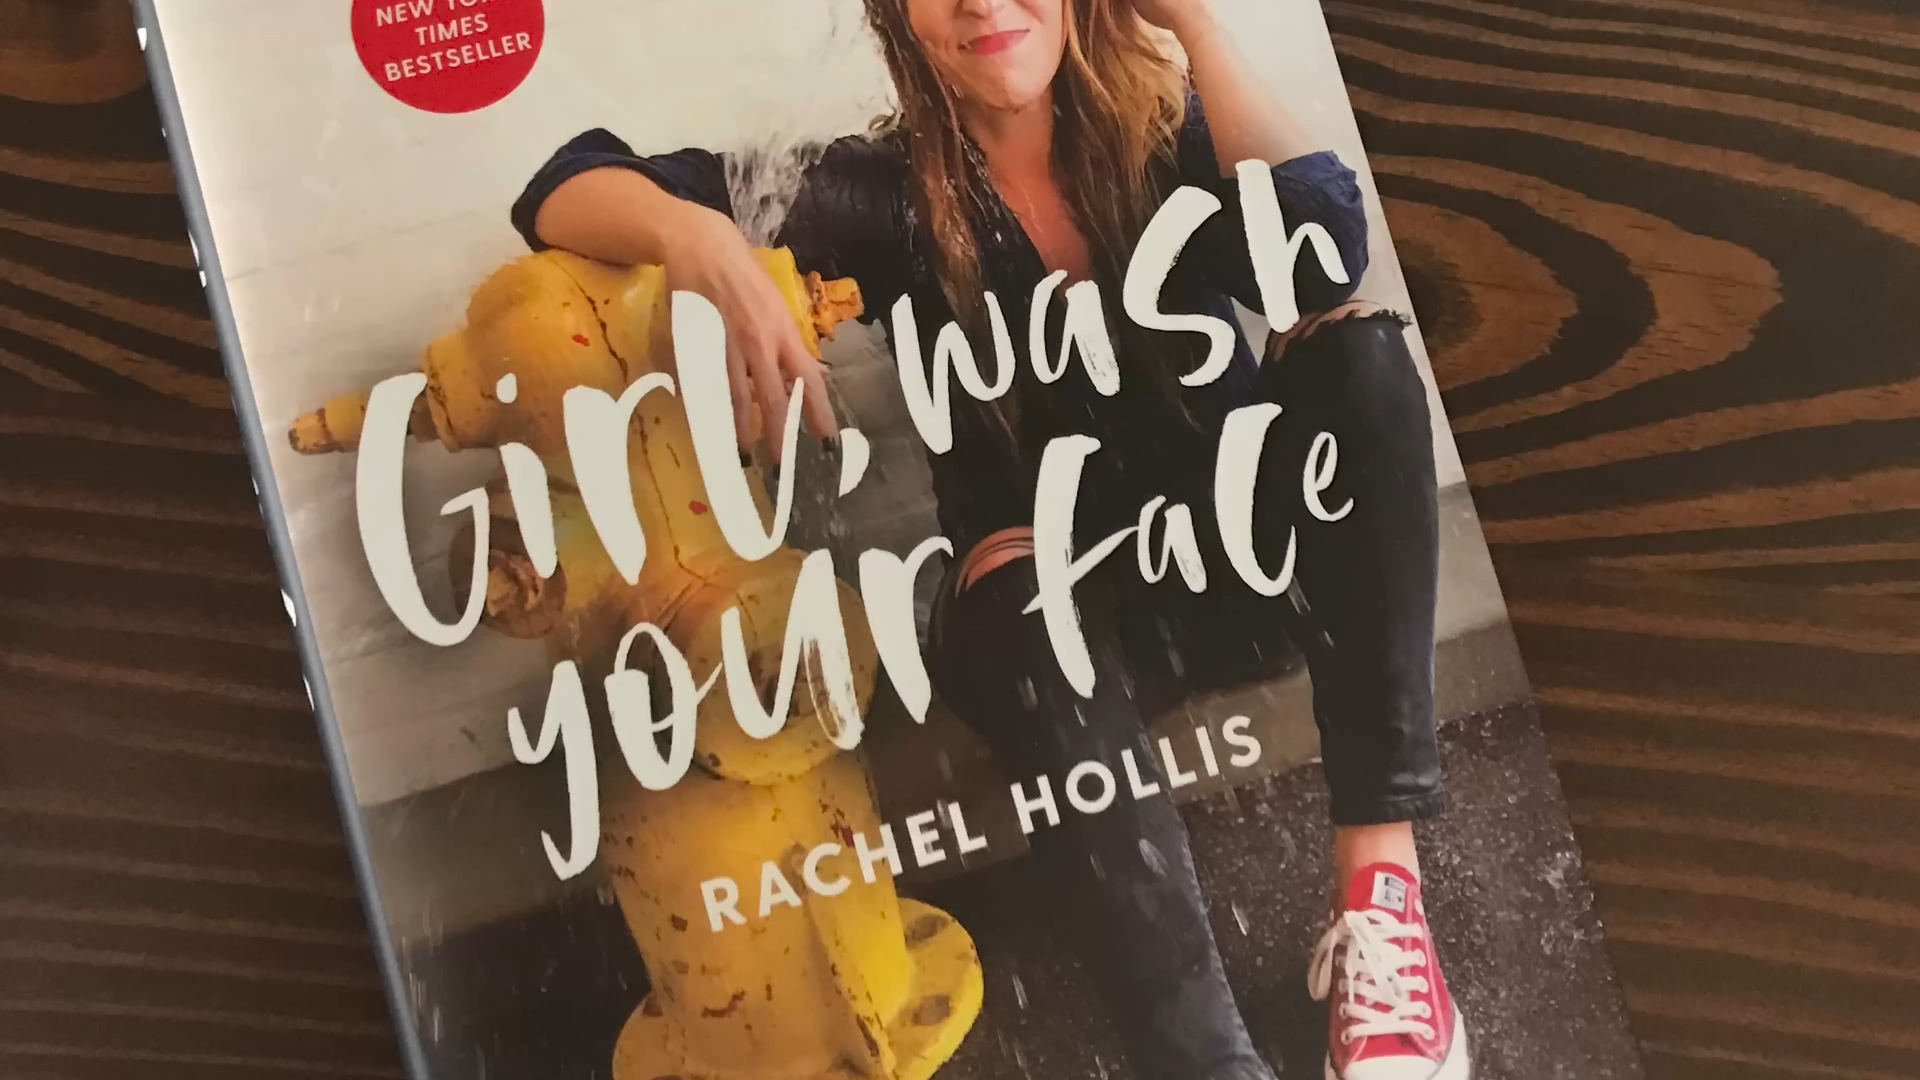 NEW YORK
TIMES
BESTSELLER
Girl, wash
your face
RACHEL HOLLIS